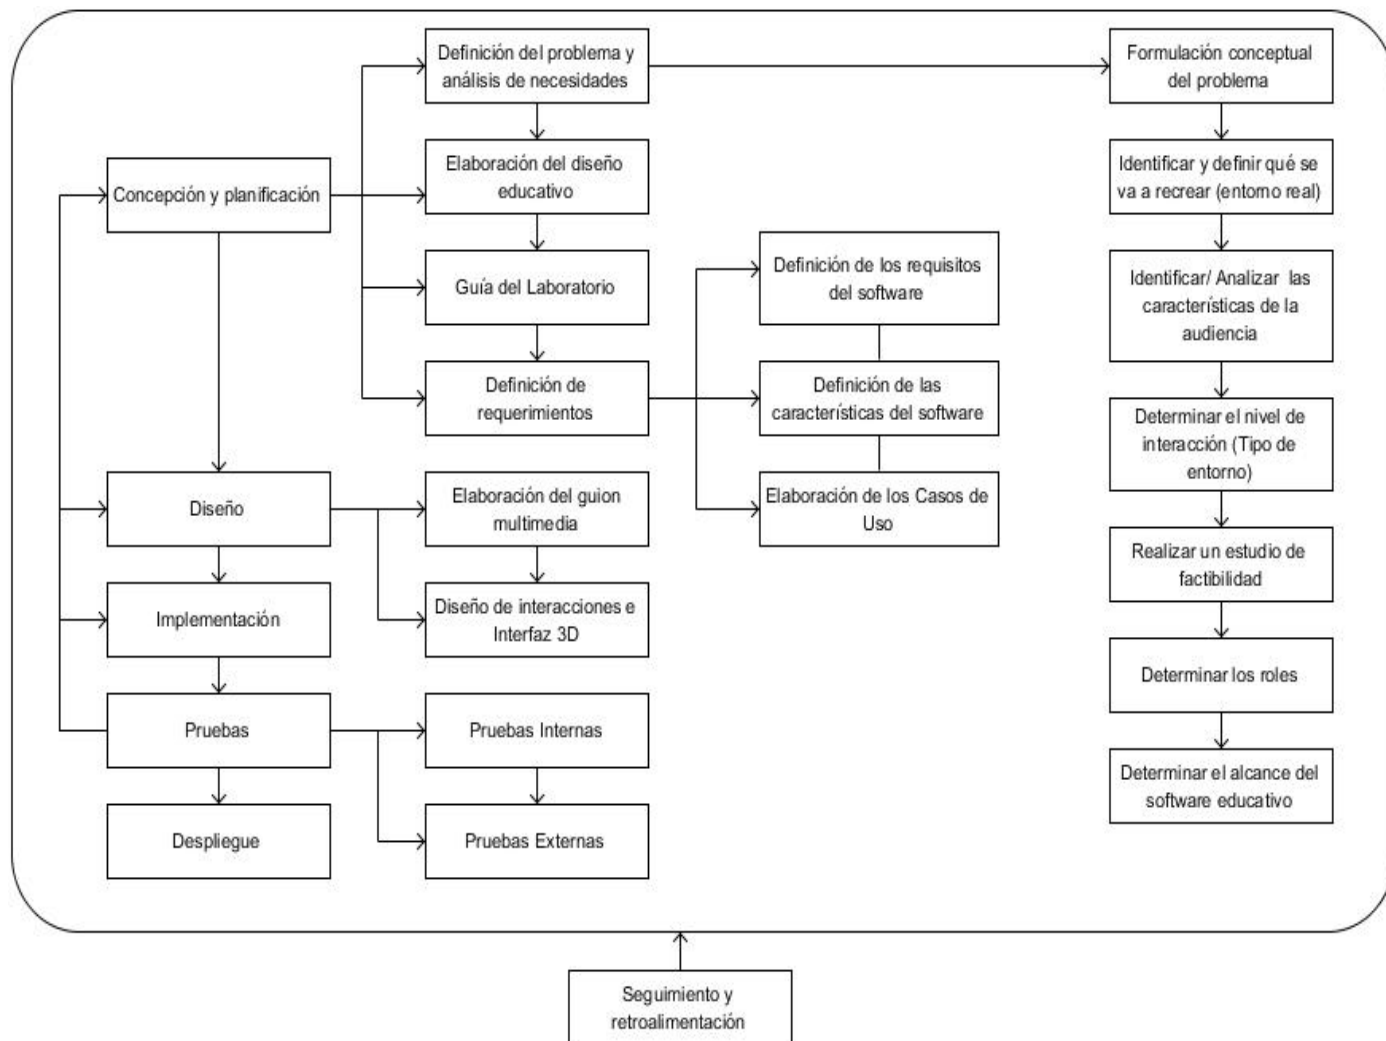 Definición del problema y
análisis de necesidades
Formulación conceptual
del problema
Concepción y planificación
Elaboración del diseño
educativo
Identificar y definir qué se
va a recrear (entorno real)
Guía del Laboratorio
Definición de los requisitos
del software
Identificar/ Analizar las
características de la
audiencia
Definición de
requerimientos
Definición de las
características del software
Determinar el nivel de
interacción (Tipo de
entorno)
Diseño
Elaboración del guion
multimedia
Elaboración de los Casos de
Uso
Realizar un estudio de
factibilidad
Implementación
Diseño de interacciones e
Interfaz 3D
Determinar los roles
Pruebas
Pruebas Internas
Determinar el alcance del
software educativo
Despliegue
Pruebas Externas
Seguimiento y
retroalimentación